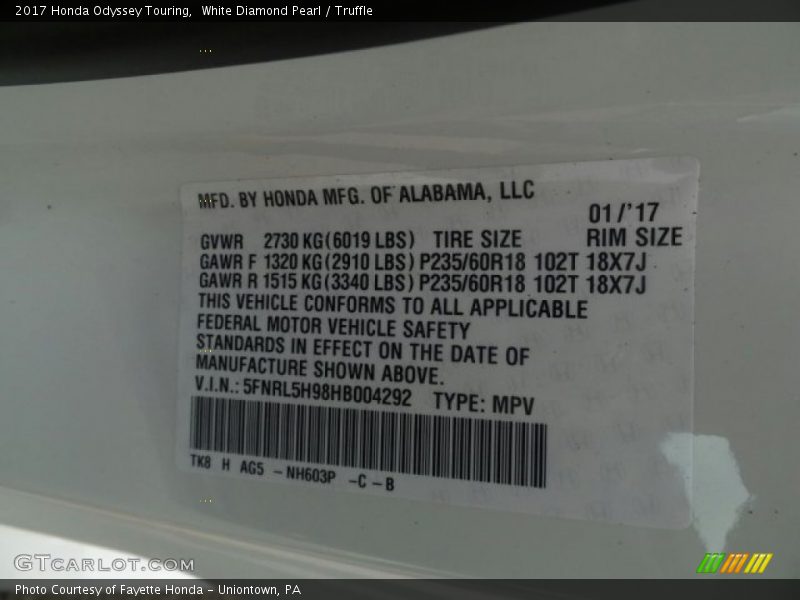 2017 Honda Odyssey Touring, White Diamond Pearl / Truffle
MFD. BY HONDA MFG. OF ALABAMA, LLC
01/'17
GVWR 2730 KG(6019 LBS) TIRE SIZE RIM SIZE
GAWR F 1320 KG(2910 LBS) P235/60R18 102T 18X7J
GAWR R 1515 KG(3340 LBS) P235/60R18 102T 18X7J
THIS VEHICLE CONFORMS TO ALL APPLICABLE
FEDERAL MOTOR VEHICLE SAFETY
STANDARDS IN EFFECT ON THE DATE OF
MANUFACTURE SHOWN ABOVE.
V.I.N.: 5FNRL5H98HB004292 TYPE: MPV
TK8 H AG5 -NH603P -C-B
GTCARLOT.COM
Photo Courtesy of Fayette Honda - Uniontown, PA